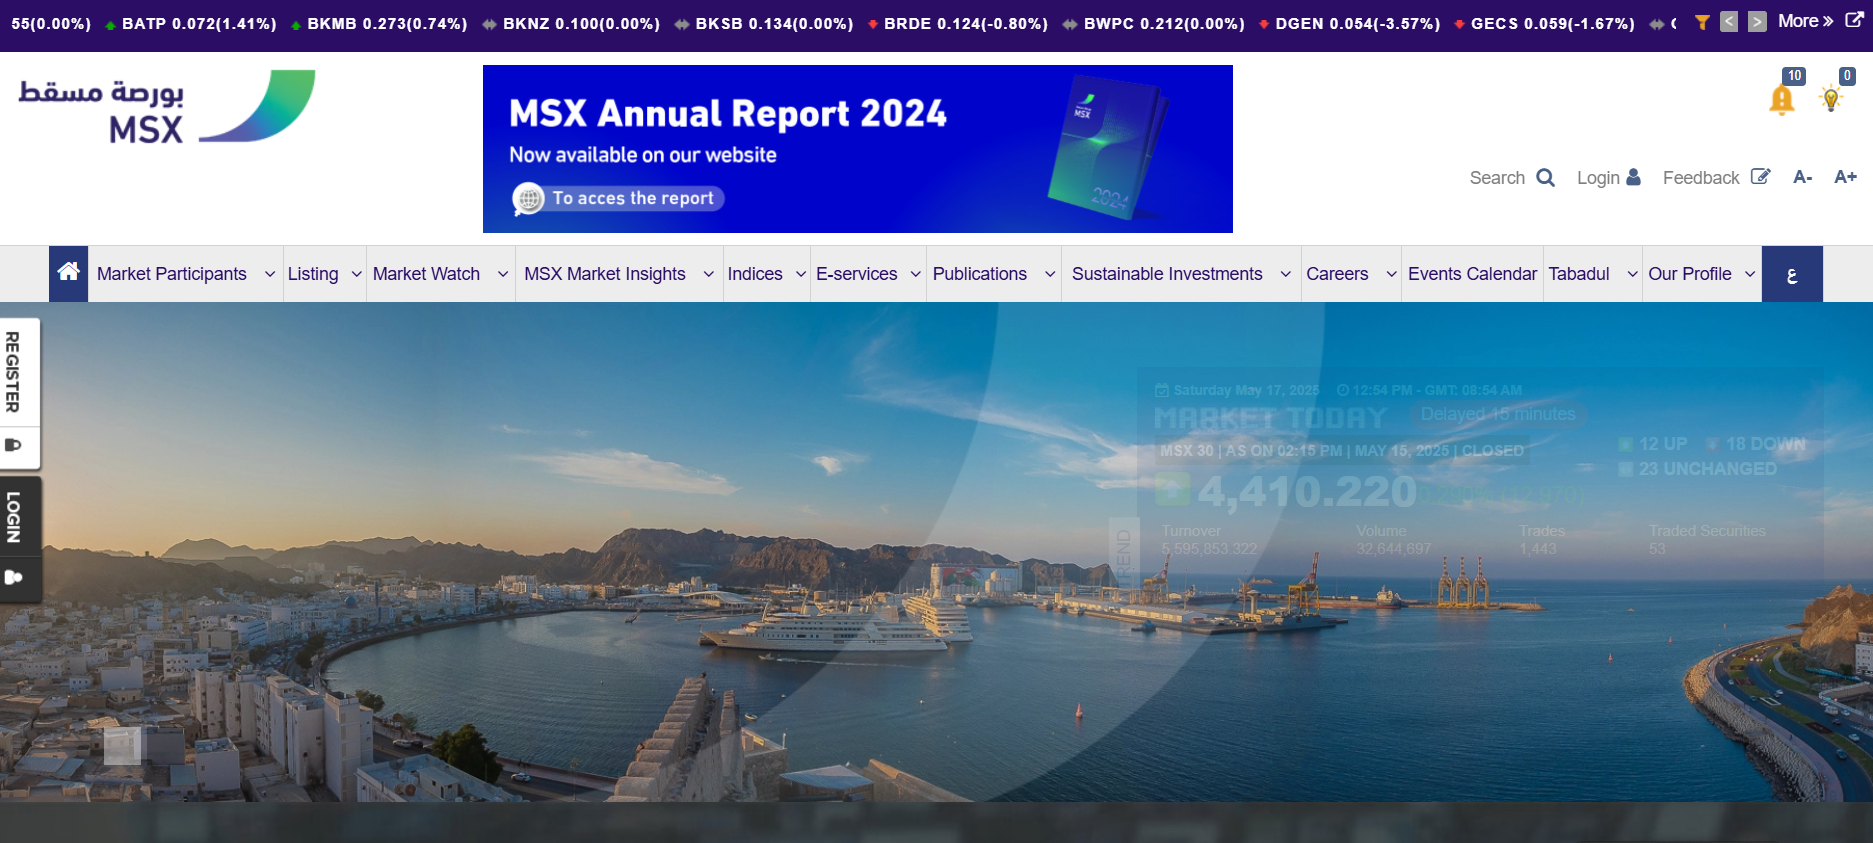 55(0.00%) BATP 0.072(1.41%) BKMB 0.273(0.74%) BKNZ 0.100(0.00%) BKSB 0.134(0.00%) BRDE 0.124(-0.80%) BWPC 0.212(0.00%) DGEN 0.054(-3.57%) GECS 0.059(-1.67%) < > More »
بورصة مسقط
MSX
MSX Annual Report 2024
Now available on our website
To acces the report
MSX
2024
10 0
Search Login Feedback A- A+
Market Participants Listing Market Watch MSX Market Insights Indices E-services Publications Sustainable Investments Careers Events Calendar Tabadul Our Profile ع
REGISTER
LOGIN
Saturday May 17, 2025 12:54 PM - GMT: 08:54 AM
MARKET TODAY Delayed 15 minutes
MSX 30 | AS ON 02:15 PM | MAY 15, 2025 | CLOSED
12 UP 18 DOWN
23 UNCHANGED
4,410.220
Turnover Volume Trades Traded Securities
5,595,853.322 32,644,697 1,443 53
TREND